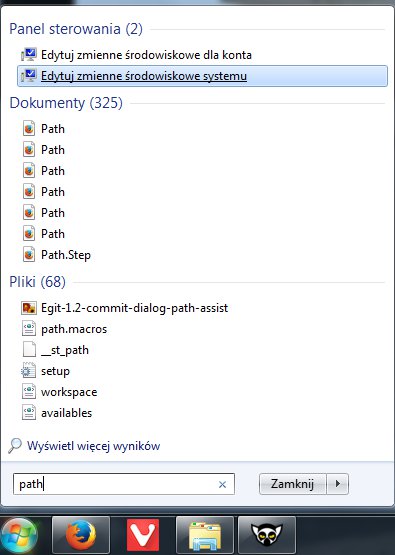 Panel sterowania (2)
Edytuj zmienne środowiskowe dla konta
Edytuj zmienne środowiskowe systemu
Dokumenty (325)
Path
Path
Path
Path
Path
Path
Path.Step
Pliki (68)
Egit-1.2-commit-dialog-path-assist
path.macros
__st_path
setup
workspace
availables
Wyświetl więcej wyników
path
Zamknij